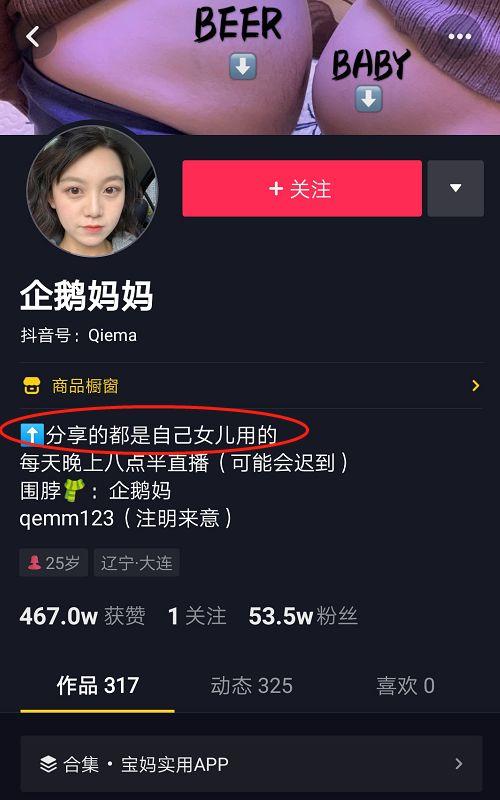 BEER
BABY
+ 关注
企鹅妈妈
抖音号：Qiema
商品橱窗
分享的都是自己女儿用的
每天晚上八点半直播（可能会迟到）
围脖：企鹅妈
qemm123（注明来意）
25岁 辽宁·大连
467.0w 获赞 1 关注 53.5w 粉丝
作品 317 动态 325 喜欢 0
合集·宝妈实用APP